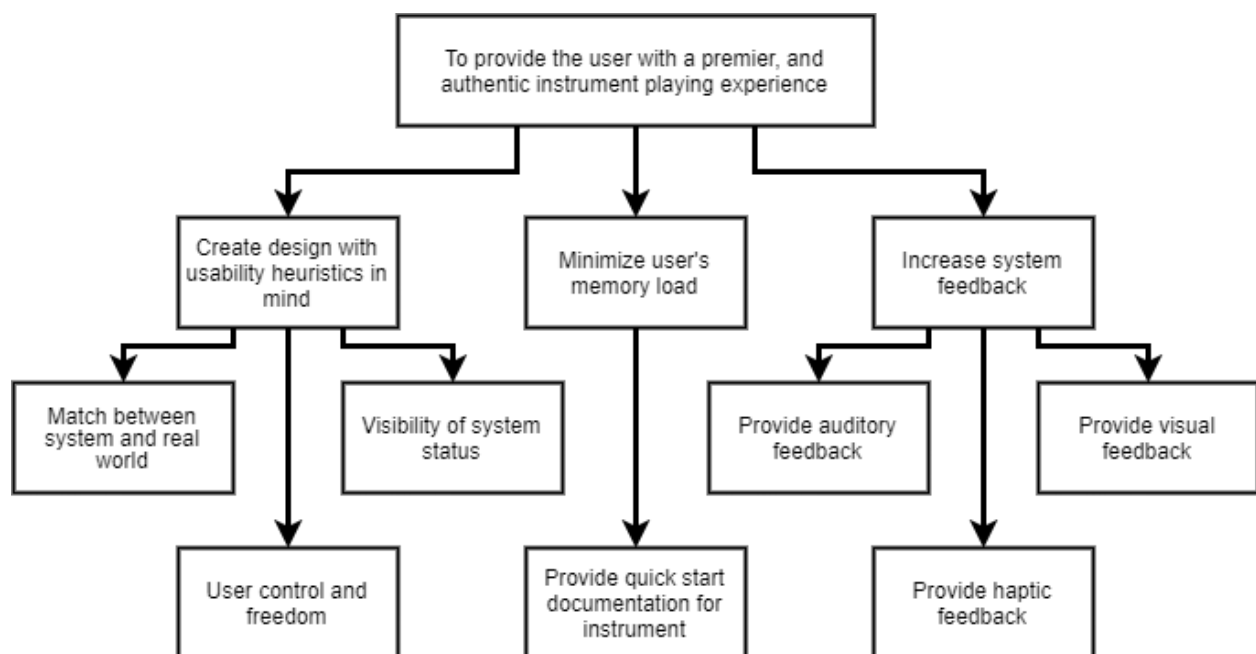 To provide the user with a premier, and
authentic instrument playing experience
Create design with
usability heuristics in
mind
Minimize user's
memory load
Increase system
feedback
Match between
system and real
world
Visibility of system
status
Provide auditory
feedback
Provide visual
feedback
User control and
freedom
Provide quick start
documentation for
instrument
Provide haptic
feedback